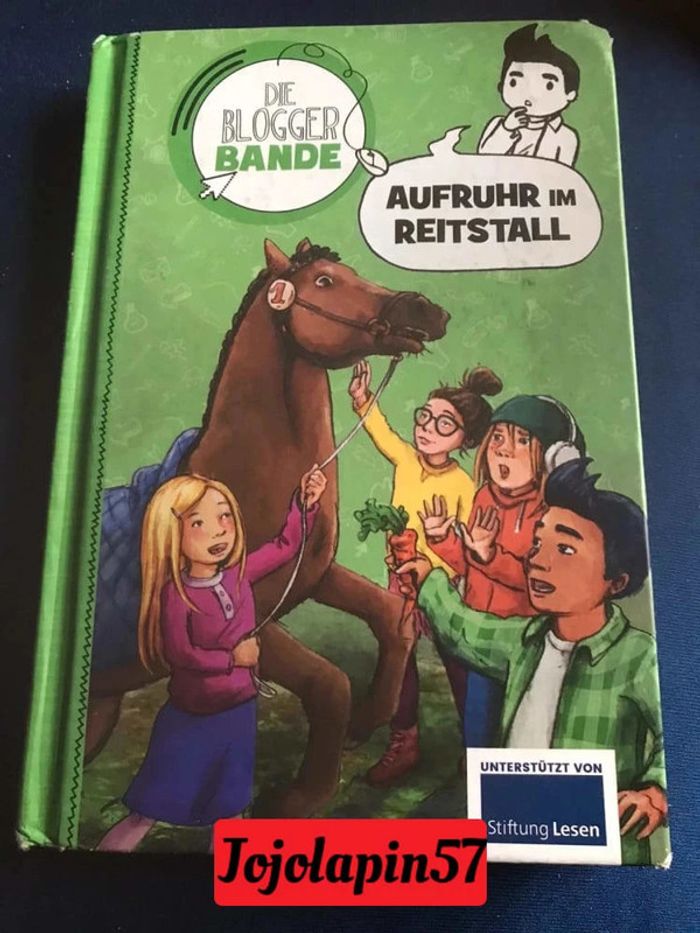 DIE
BLOGGER
BANDE
AUFRUHR IM
REITSTALL
1
UNTERSTÜTZT VON
Stiftung Lesen
Jojolapin57